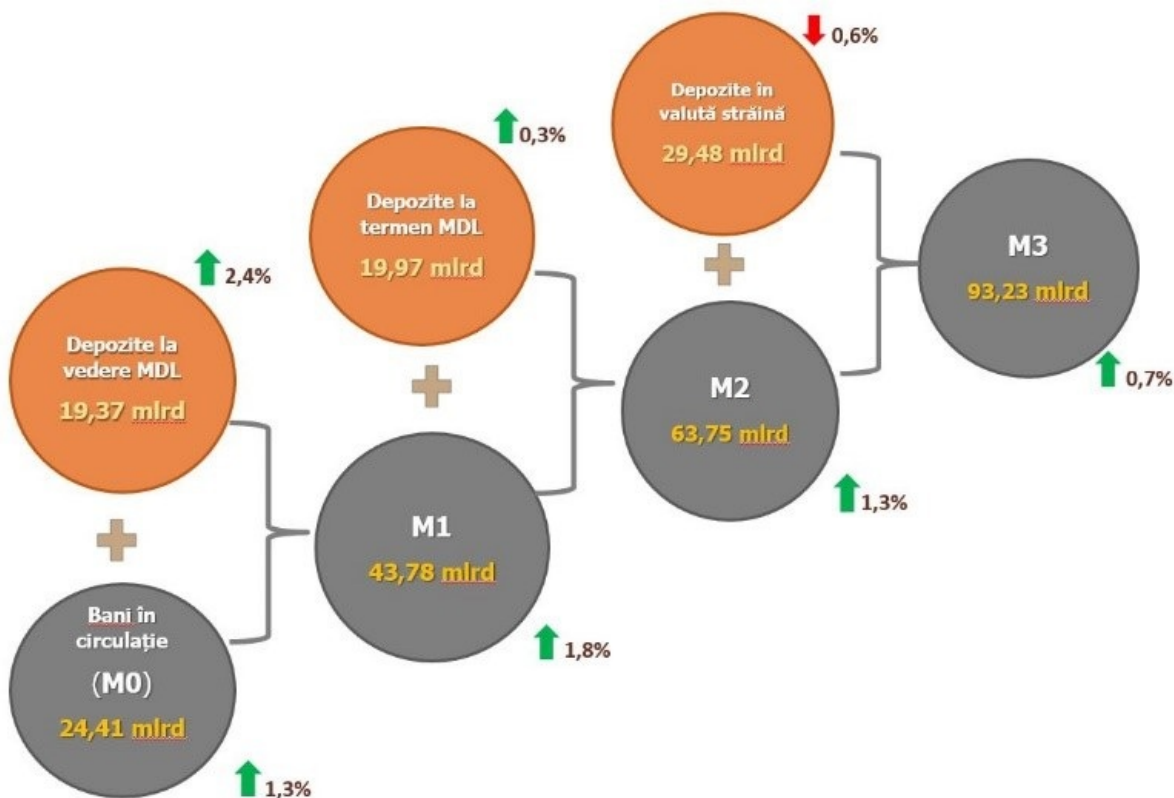 0,6%
Depozite în
valută străină
29,48 mlrd
0,3%
Depozite la
termen MDL
19,97 mlrd
M3
93,23 mlrd
0,7%
2,4%
Depozite la
vedere MDL
19,37 mlrd
M2
63,75 mlrd
1,3%
M1
43,78 mlrd
1,8%
Bani în
circulație
(M0)
24,41 mlrd
1,3%